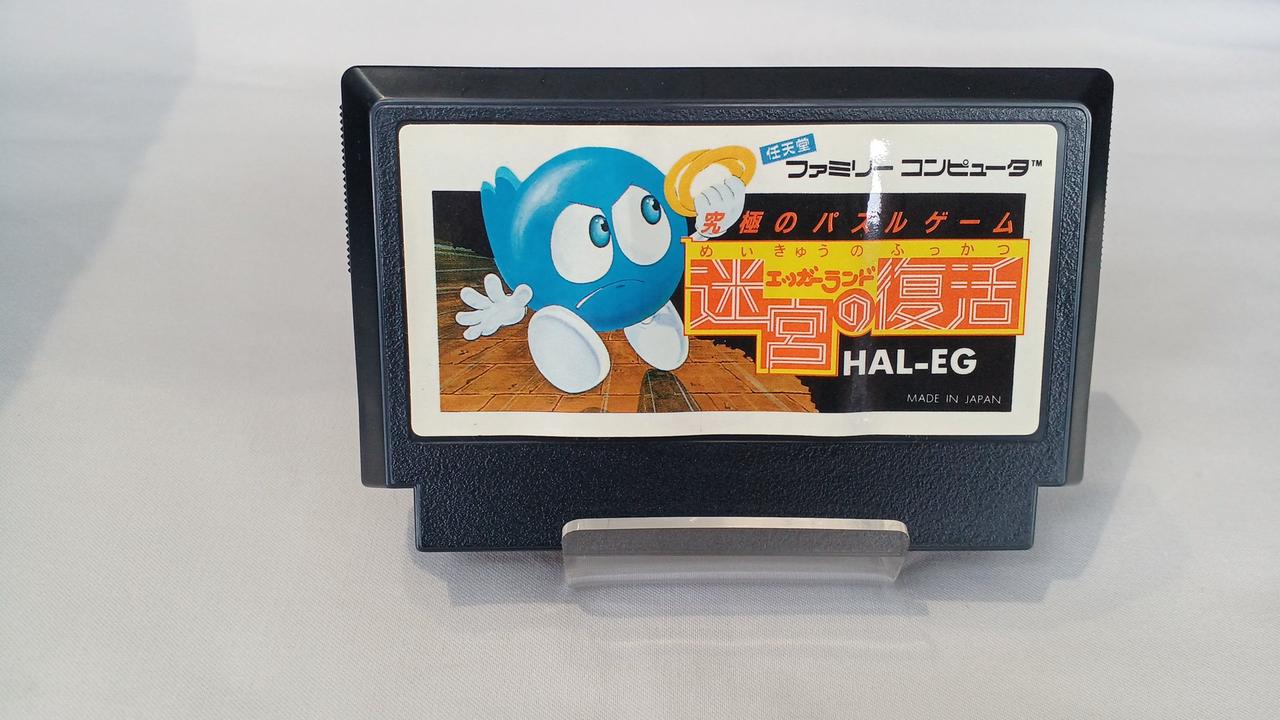 任天堂
ファミリー コンピュータ™
究極のパズルゲーム
めいきゅうのふっかつ
エッガーランド
迷宮の復活
HAL-EG
MADE IN JAPAN